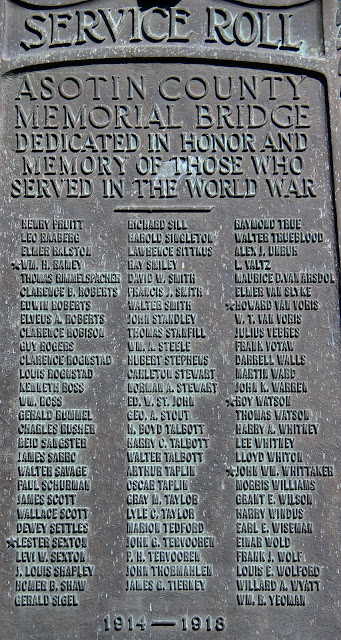 SERVICE ROLL
ASOTIN COUNTY
MEMORIAL BRIDGE
DEDICATED IN HONOR AND
MEMORY OF THOSE WHO
SERVED IN THE WORLD WAR
HENRY PRUITT
LEO RAABERG
ELMER RALSTON
★WM. H. RAMEY
THOMAS RIMMELSPACHER
CLARENCE B. ROBERTS
EDWIN ROBERTS
ELVEUS A. ROBERTS
CLARENCE ROBISON
GUY ROGERS
CLARENCE ROGNSTAD
LOUIS ROGNSTAD
KENNETH ROSS
WM. ROSS
GERALD RUMMEL
CHARLES RUSHER
REID SANGSTER
JAMES SARRO
WALTER SAVAGE
PAUL SCHURMAN
JAMES SCOTT
WALLACE SCOTT
DEWEY SETTLES
★LESTER SEXTON
LEVI W. SEXTON
J. LOUIS SHAPLEY
HOMER B. SHAW
GERALD SIGEL
RICHARD SILL
HAROLD SINGLETON
LAWRENCE SITTKUS
RAY SMILEY
DAVID W. SMITH
FRANCIS J. SMITH
WALTER SMITH
JOHN STANDLEY
THOMAS STANFILL
WM. A. STEELE
HUBERT STEPHENS
CARLETON STEWART
NORMAN A. STEWART
ED. W. ST. JOHN
GEO. A. STOUT
H. BOYD TALBOTT
HARRY C. TALBOTT
WALTER TALBOTT
ARTHUR TAPLIN
OSCAR TAPLIN
GRAY M. TAYLOR
LYLE C. TAYLOR
MARION TEDFORD
JOHN G. TERVOOREN
P. H. TERVOOREN
JOHN THORMAHLEN
JAMES G. TIERNEY
RAYMOND TRUE
WALTER TRUEBLOOD
ALEX J. UNRUH
L. VALTZ
MAURICE D. VAN ARSDOL
ELMER VAN SLYKE
★HOWARD VAN VORIS
W. T. VAN VORIS
JULIUS
FRANK VOTAW
DARRELL WALLS
MARTIN WARD
JOHN K. WARREN
★ROY WATSON
THOMAS WATSON
HARRY A. WHITNEY
LEE WHITNEY
LLOYD WHITON
★JOHN WM. WHITTAKER
MORRIS WILLIAMS
GRANT E. WILSON
HARRY WINDUS
EARL E. WISEMAN
EINAR WOLD
FRANK J. WOLF
LOUIS E. WOLFORD
WILLARD A. WYATT
WM. R. YEOMAN
1914 — 1918